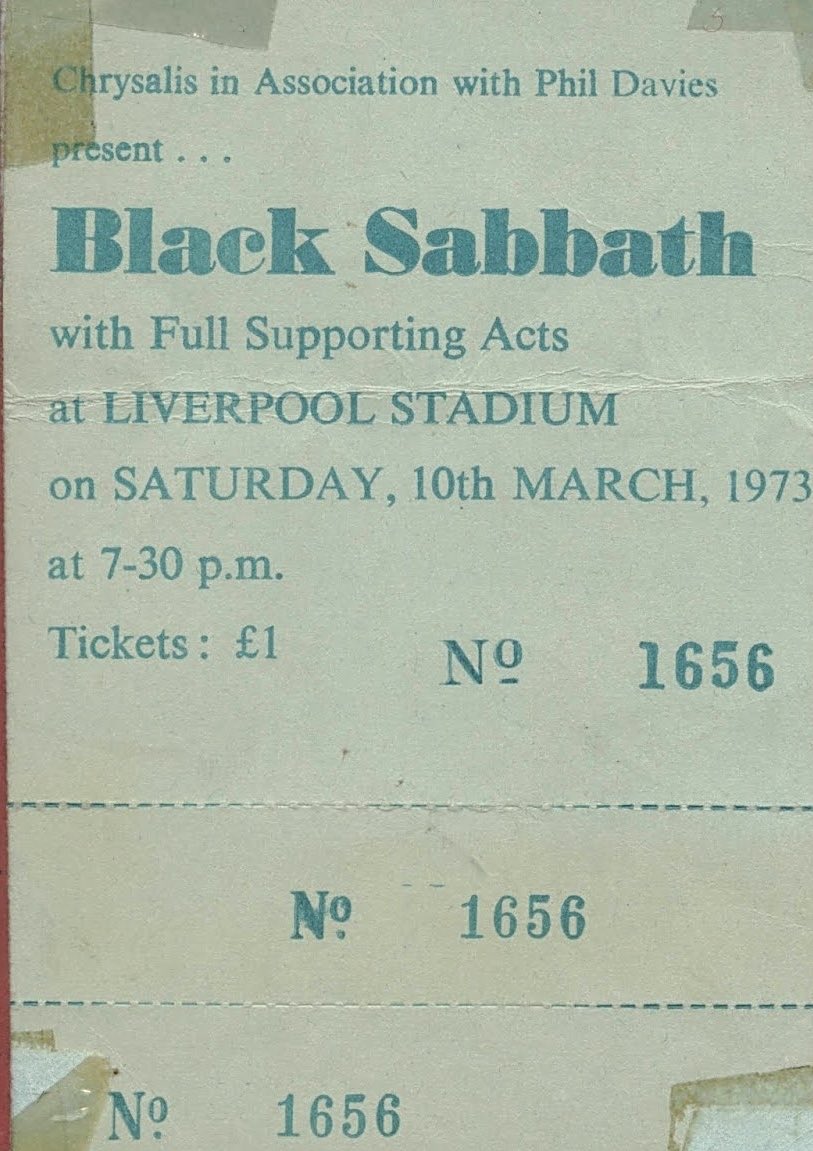 Chrysalis in Association with Phil Davies
present . . .
Black Sabbath
with Full Supporting Acts
at LIVERPOOL STADIUM
on SATURDAY, 10th MARCH, 1973
at 7-30 p.m.
Tickets : £1 Nº 1656
Nº 1656
Nº 1656